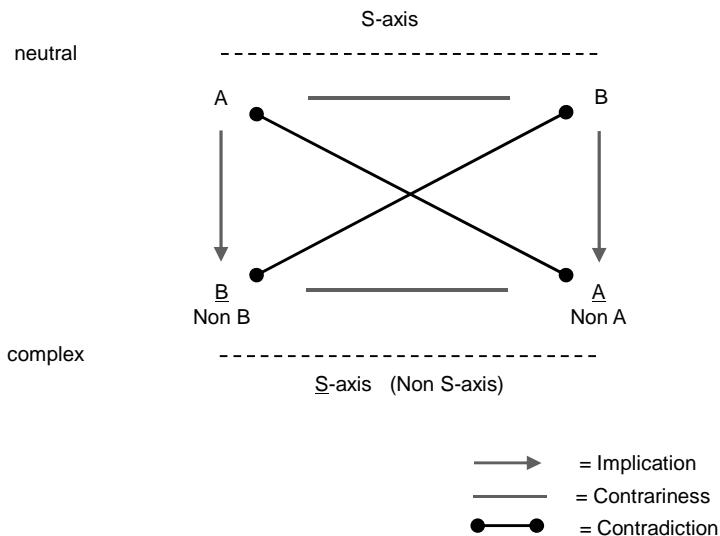 S-axis
neutral
A
B
B
A
Non B
Non A
complex
S-axis (Non S-axis)
= Implication
= Contrariness
= Contradiction